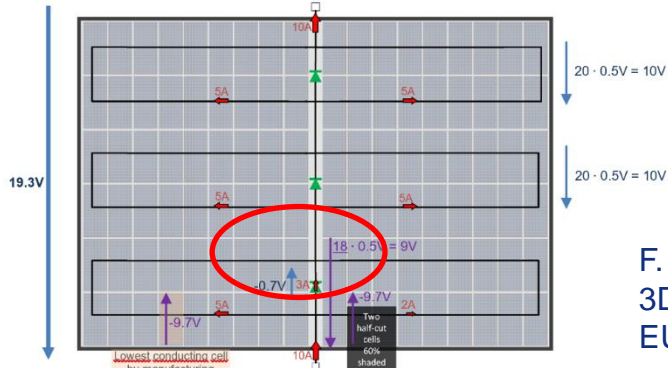 10A
20 · 0.5V = 10V
5A
5A
20 · 0.5V = 10V
19.3V
5A
5A
18 · 0.5V = 9V
-0.7V
3A
-9.7V
-9.7V
5A
2A
Two
half-cut
cells
60%
shaded
10A
Lowest conducting cell
by manufacturing
F.
3D
EU